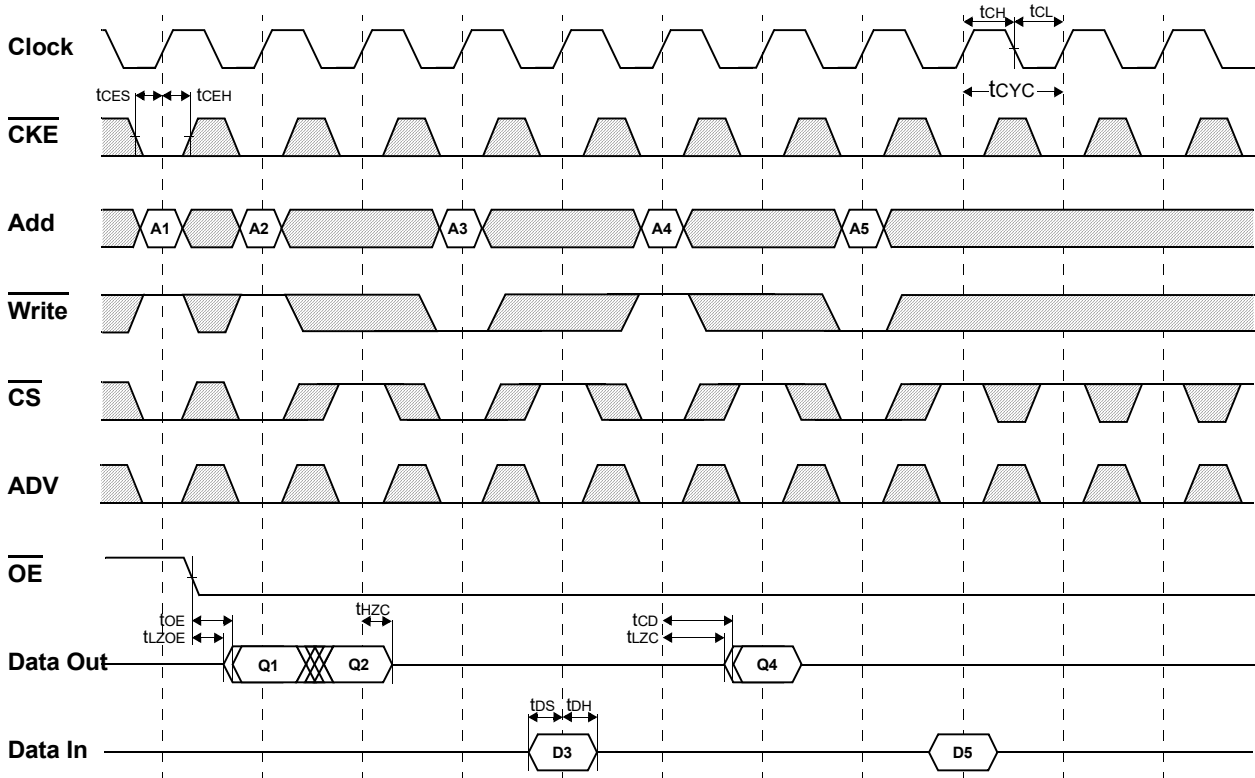 tCH tCL
Clock
tCYC
tCES tCEH
CKE
Add A1 A2 A3 A4 A5
Write
CS
ADV
OE
tOE tHZC tCD
tLZOE tLZC
Data Out Q1 Q2 Q4
tDS tDH
Data In D3 D5